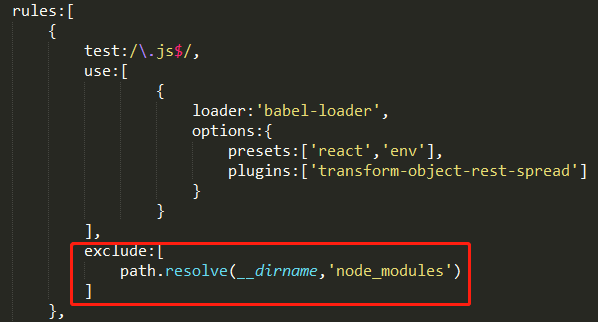 rules:[
{
test:/\.js$/,
use:[
{
loader:'babel-loader',
options:{
presets:['react','env'],
plugins:['transform-object-rest-spread']
}
}
],
exclude:[
path.resolve(__dirname,'node_modules')
]
},